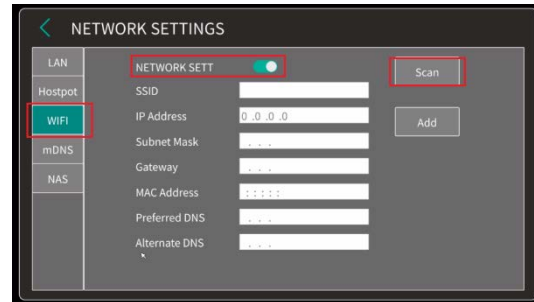 NETWORK SETTINGS
LAN
Hostpot
WIFI
mDNS
NAS
NETWORK SETT
SSID
IP Address 0 .0 .0 .0
Subnet Mask . . .
Gateway . . .
MAC Address : : : : :
Preferred DNS . . .
Alternate DNS . . .
Scan
Add